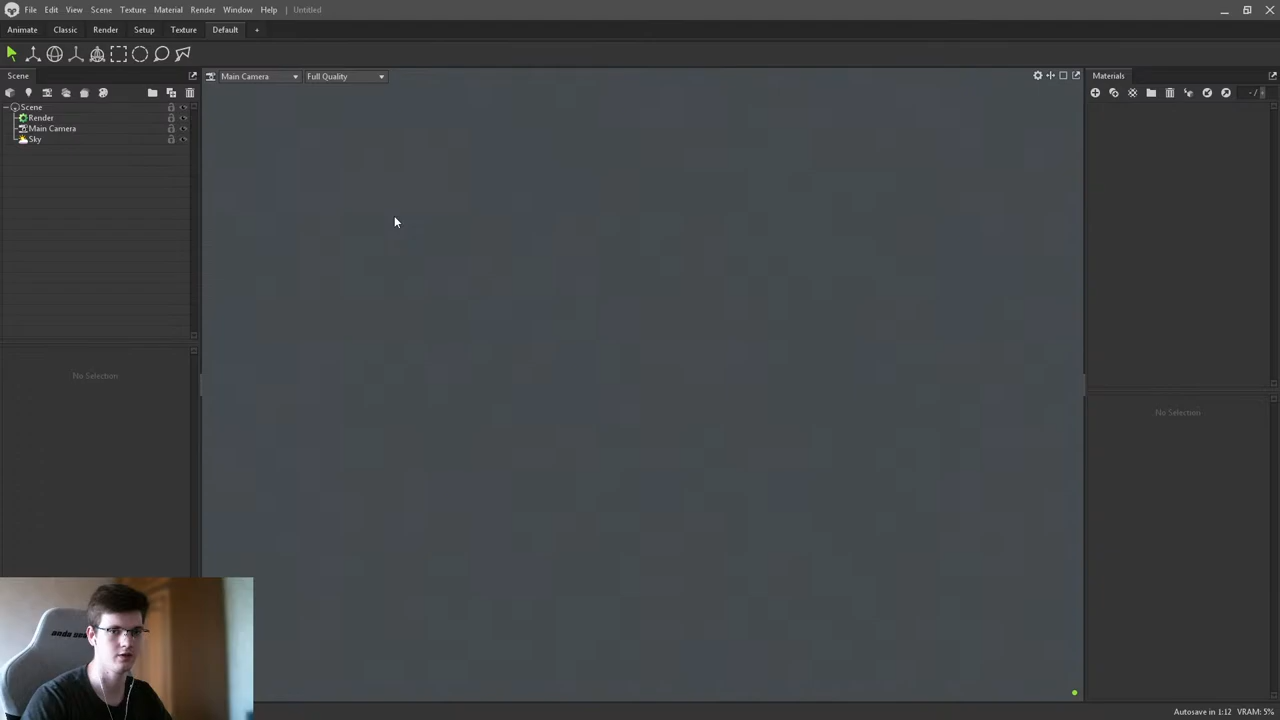 File Edit View Scene Texture Material Render Window Help | Untitled
Animate Classic Render Setup Texture Default +
Scene
Main Camera Full Quality
Materials
Scene
Render
Main Camera
Sky
No Selection
No Selection
Autosave in 1:12 VRAM: 5%